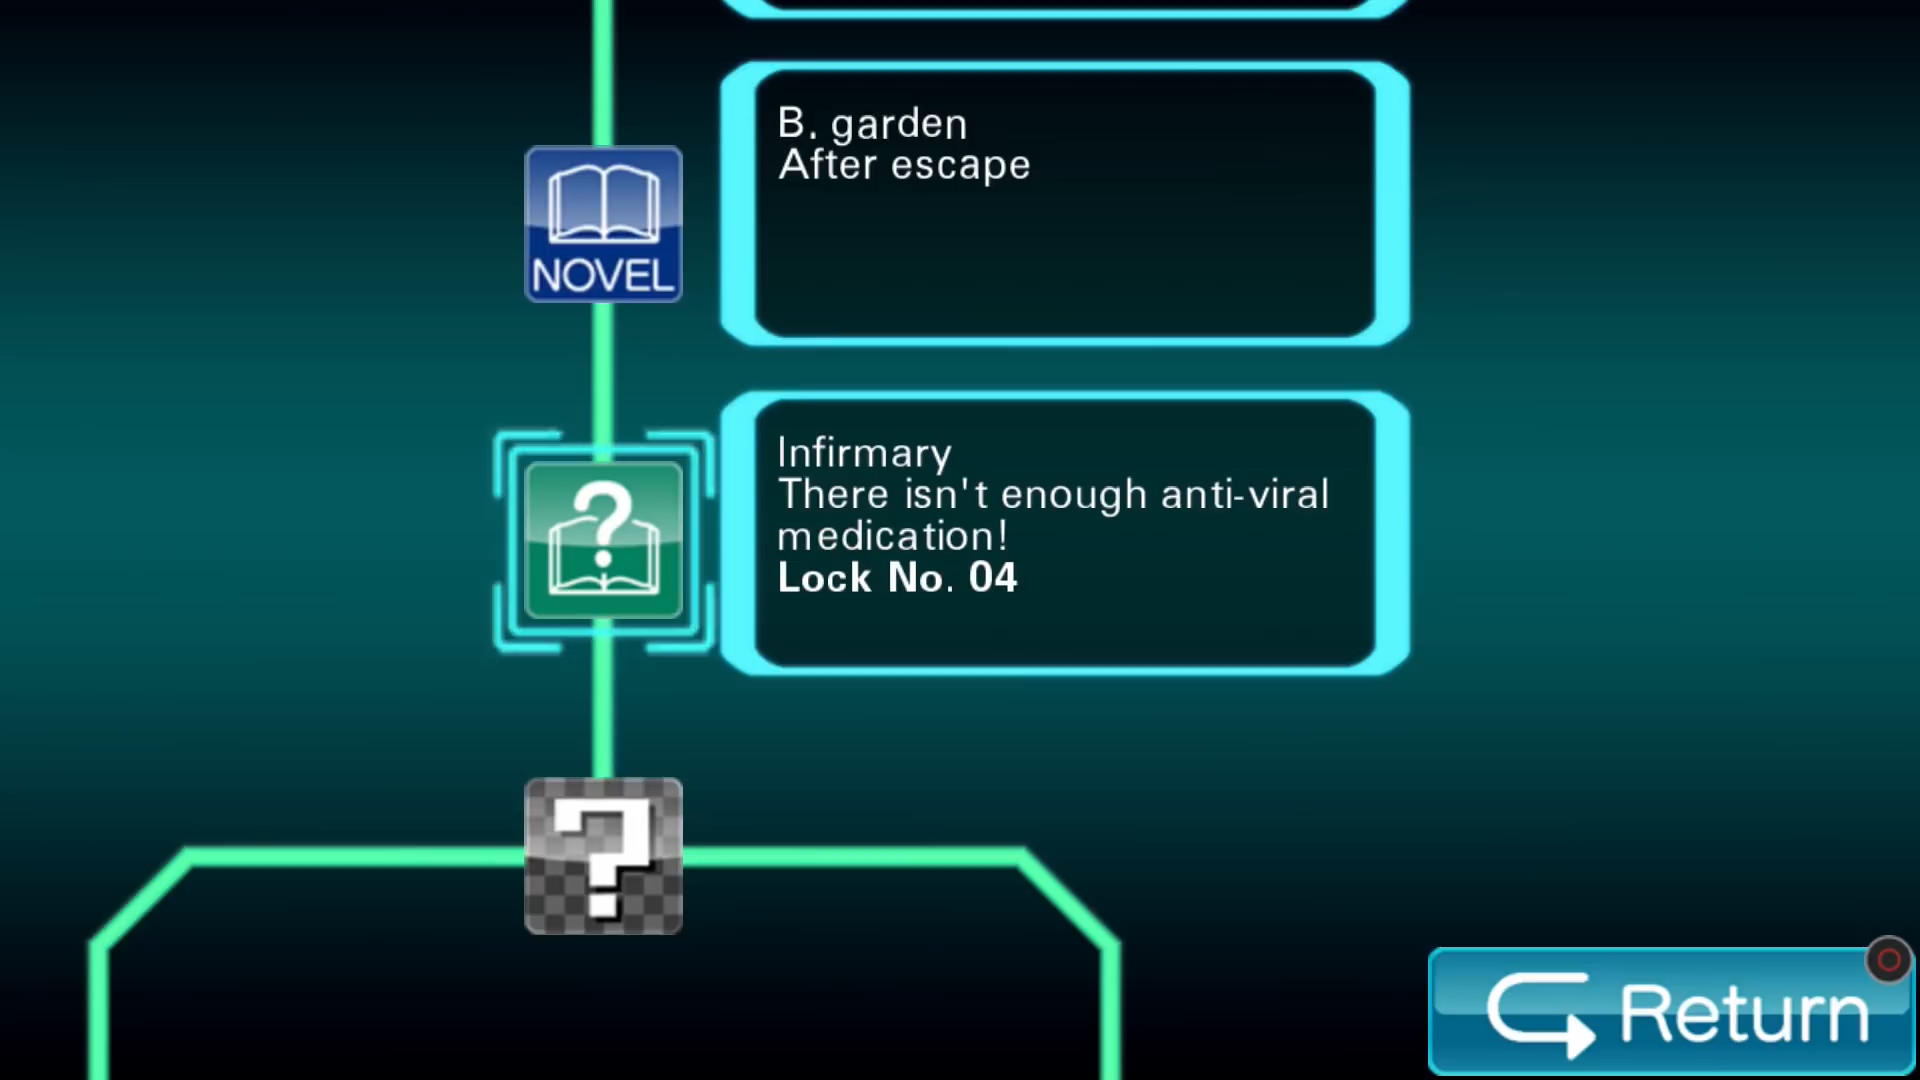 B. garden
After escape
NOVEL
Infirmary
There isn't enough anti-viral
medication!
Lock No. 04
?
?
Return